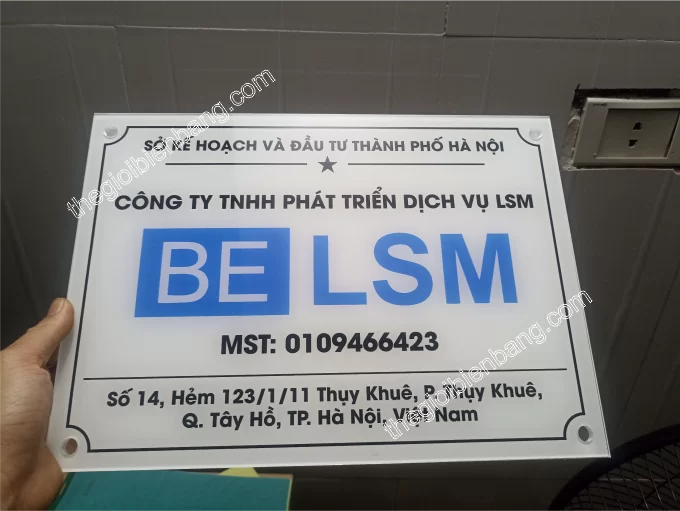 SỞ KẾ HOẠCH VÀ ĐẦU TƯ THÀNH PHỐ HÀ NỘI
CÔNG TY TNHH PHÁT TRIỂN DỊCH VỤ LSM
BE LSM
MST: 0109466423
Số 14, Hẻm 123/1/11 Thụy Khuê, P. Thụy Khuê,
Q. Tây Hồ, TP. Hà Nội, Việt Nam
thegioibienbang.com
thegioibienbang.com